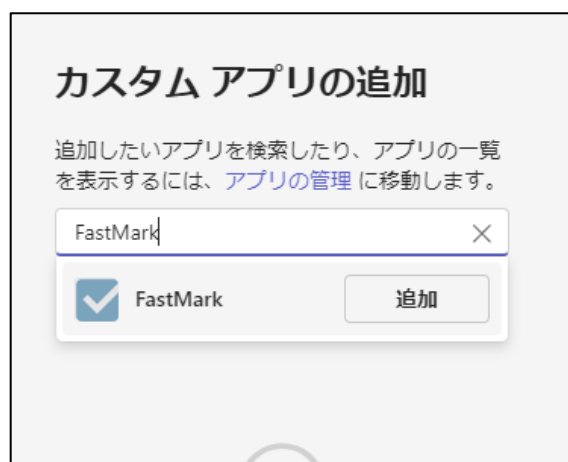 カスタム アプリの追加
追加したいアプリを検索したり、アプリの一覧
を表示するには、アプリの管理 に移動します。
FastMark
FastMark 追加